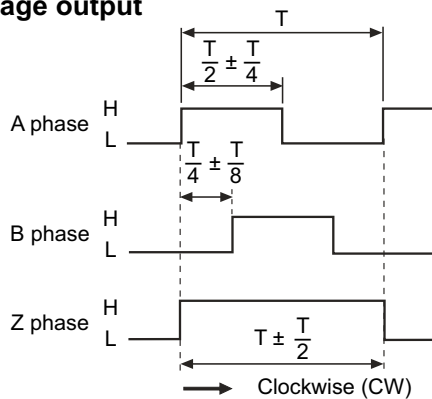 age output
T
T/2 ± T/4
A phase H
L
T/4 ± T/8
B phase H
L
Z phase H
L
T ± T/2
Clockwise (CW)